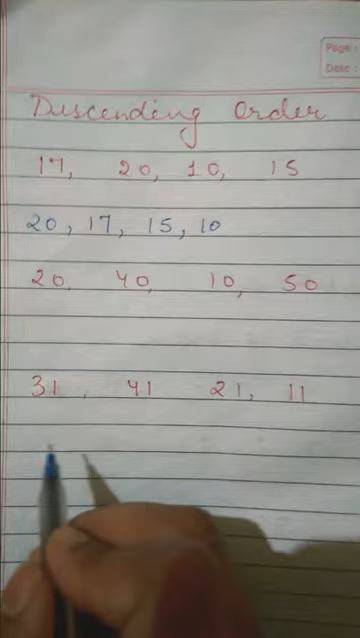 Page :
Date :
Descending Order
17, 20, 10, 15
20, 17, 15, 10
20, 40, 10, 50
31, 41 21, 11